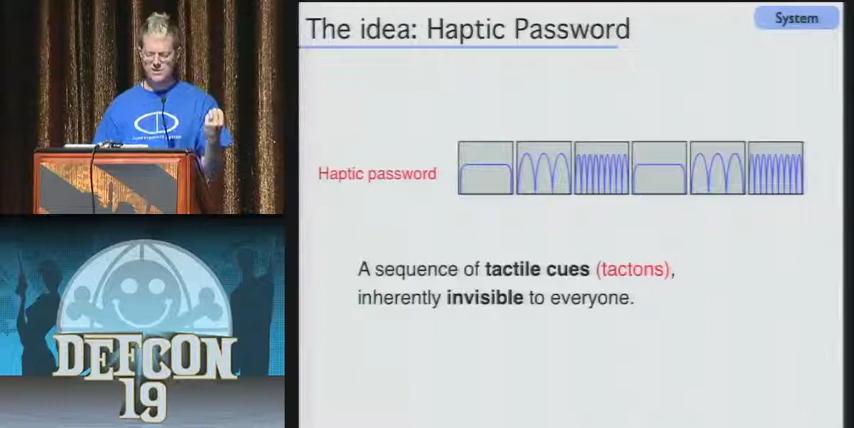 The idea: Haptic Password
System
Haptic password
A sequence of tactile cues (tactons),
inherently invisible to everyone.
DEFCON
19